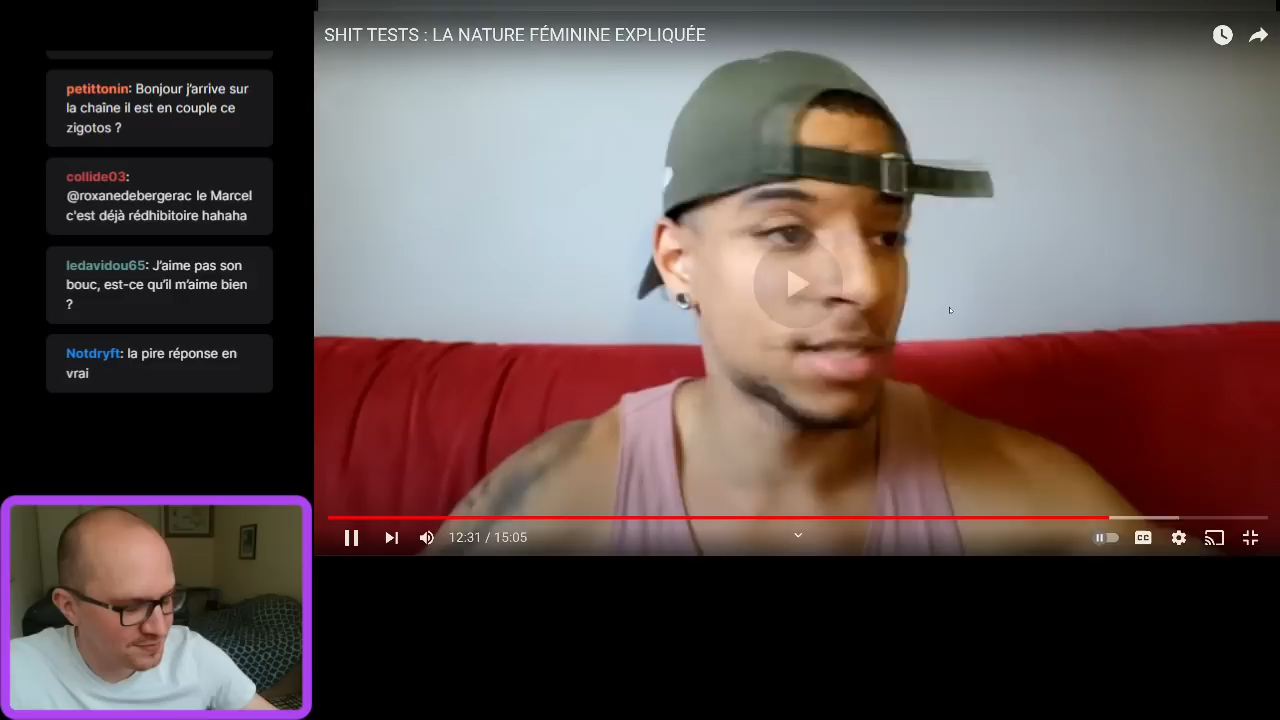 petittonin: Bonjour j'arrive sur
la chaîne il est en couple ce
zigotos ?
collide03:
@roxanedebergerac le Marcel
c'est déjà rédhibitoire hahaha
ledavidou65: J'aime pas son
bouc, est-ce qu'il m'aime bien
?
Notdryft: la pire réponse en
vrai
SHIT TESTS : LA NATURE FÉMININE EXPLIQUÉE
12:31 / 15:05
CC